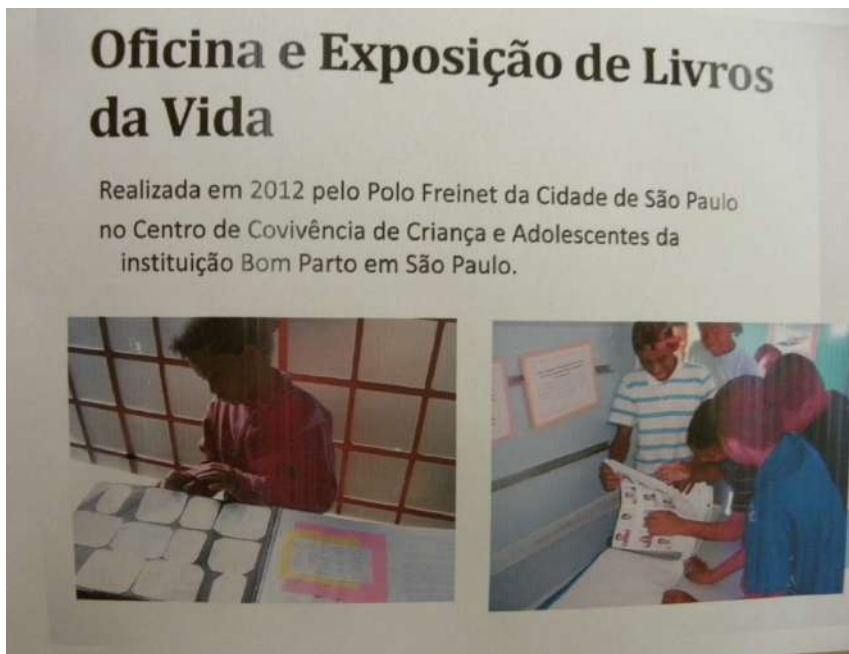 Oficina e Exposição de Livros
da Vida
Realizada em 2012 pelo Polo Freinet da Cidade de São Paulo
no Centro de Covivência de Criança e Adolescentes da
instituição Bom Parto em São Paulo.